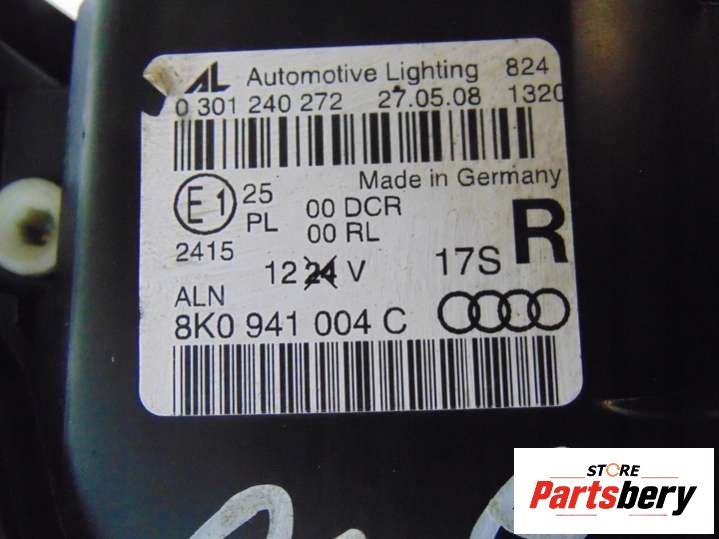 AL Automotive Lighting 824
0 301 240 272 27.05.08 1320
Made in Germany
E1 25 00 DCR
PL 00 RL
2415
12 24 V 17S R
ALN
8K0 941 004 C
STORE
Partsbery